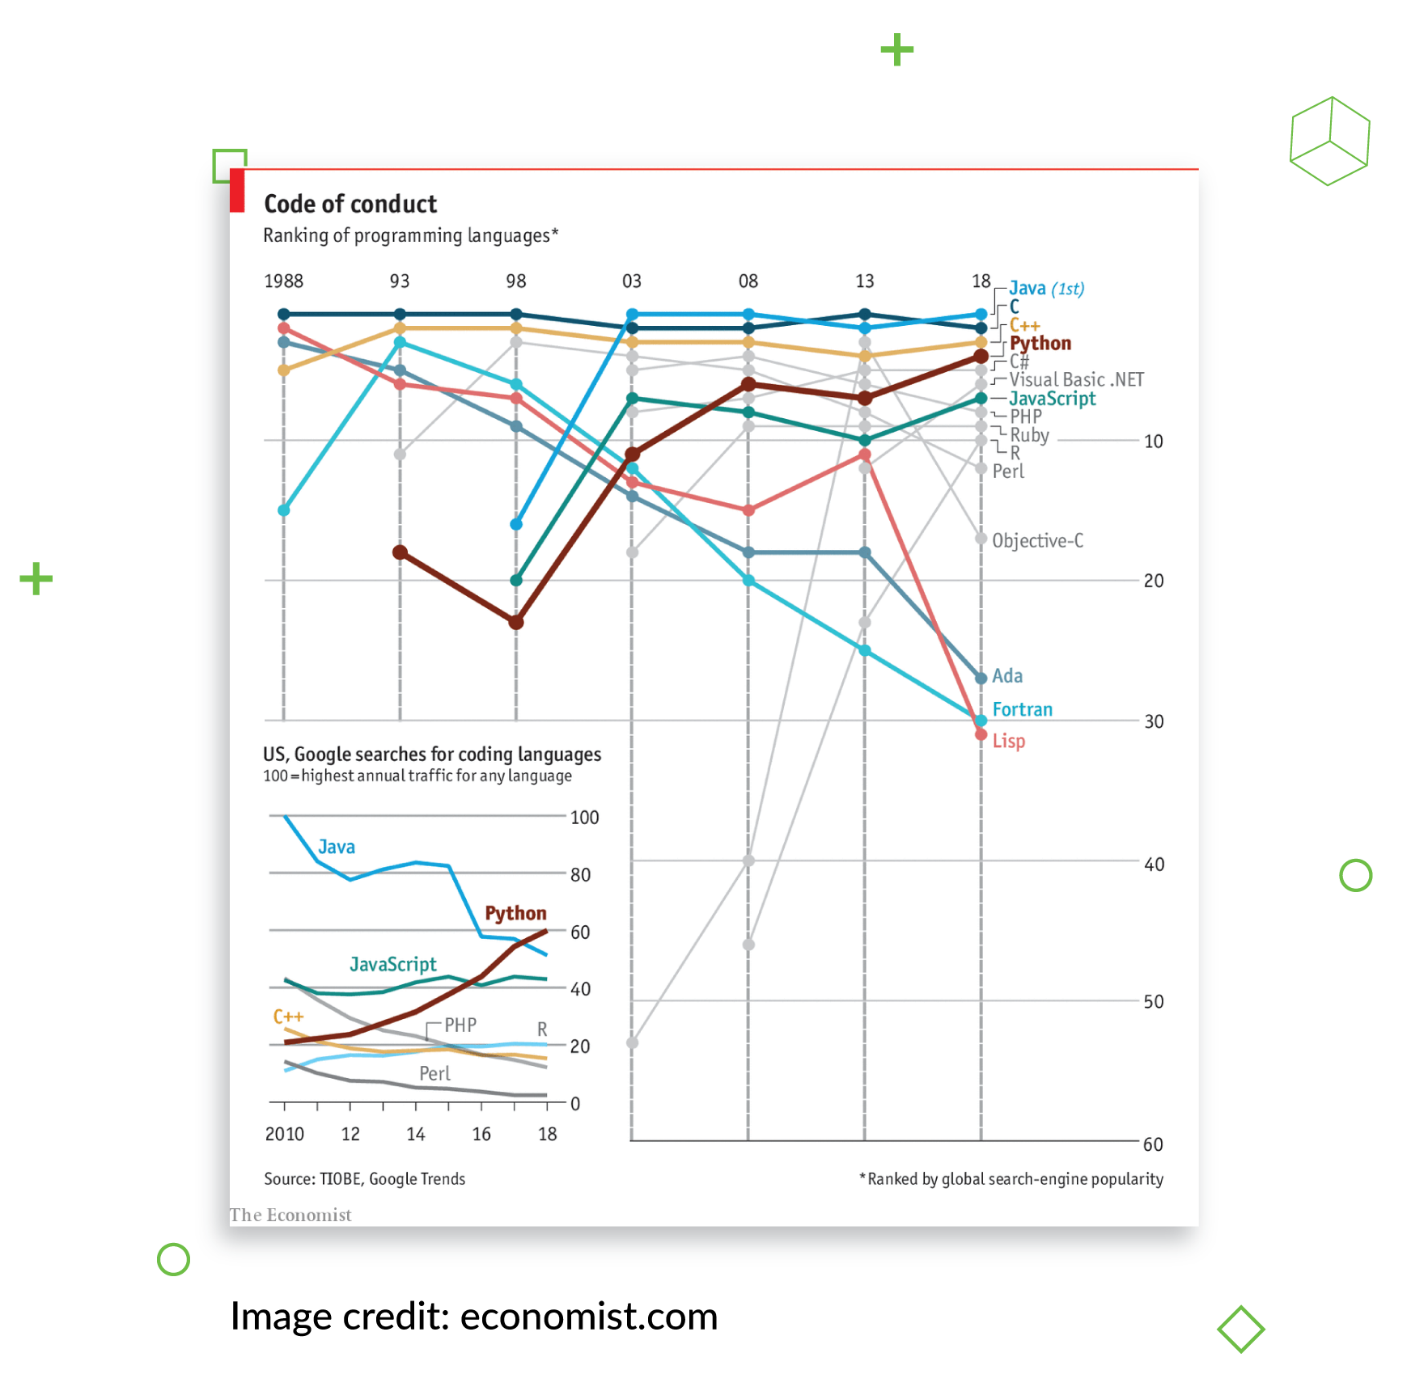 Code of conduct
Ranking of programming languages*
1988 93 98 03 08 13 18
Java (1st)
C
C++
Python
C#
Visual Basic .NET
JavaScript
PHP
Ruby
10
R
Perl
Objective-C
20
Ada
Fortran
30
Lisp
US, Google searches for coding languages
100=highest annual traffic for any language
100
Java
80
Python
60
JavaScript
40
C++
PHP
R
20
Perl
0
2010 12 14 16 18
40
50
60
Source: TIOBE, Google Trends
*Ranked by global search-engine popularity
The Economist
Image credit: economist.com